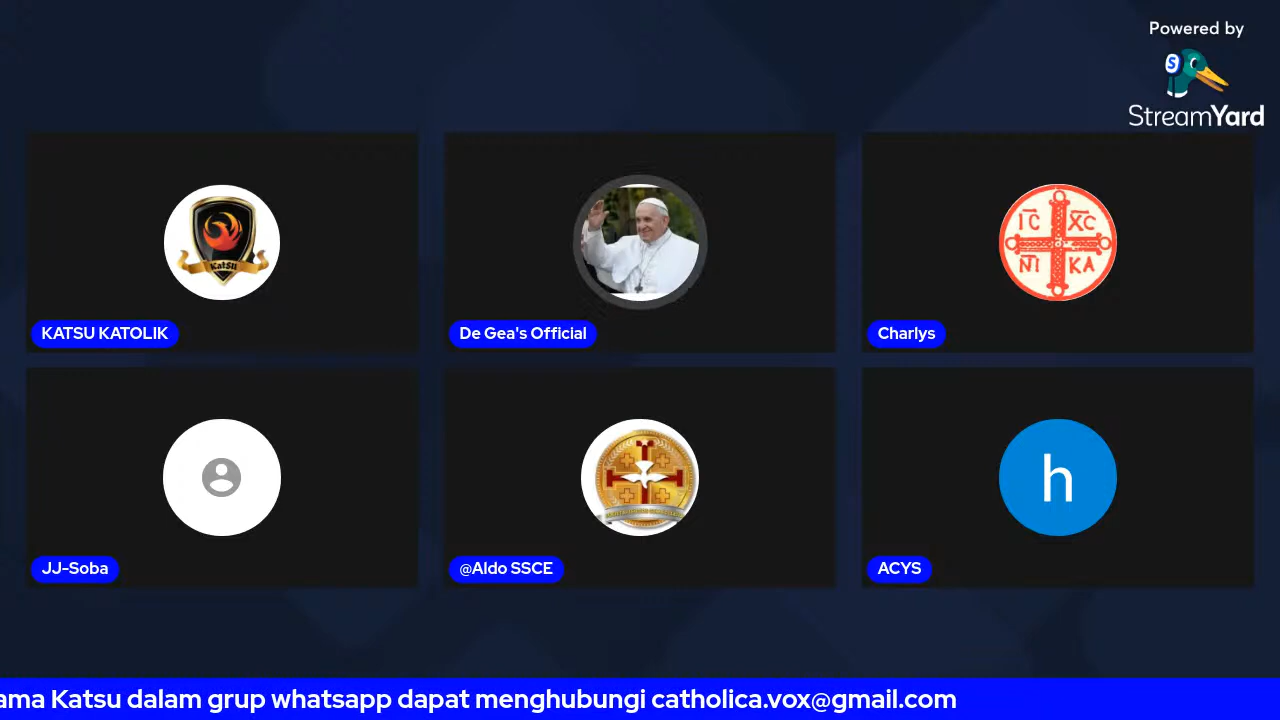 Powered by
S
StreamYard
KatSu
IC XC
NI KA
KATSU KATOLIK
De Gea's Official
Charlys
h
JJ-Soba
@Aldo SSCE
ACYS
ama Katsu dalam grup whatsapp dapat menghubungi catholica.vox@gmail.com